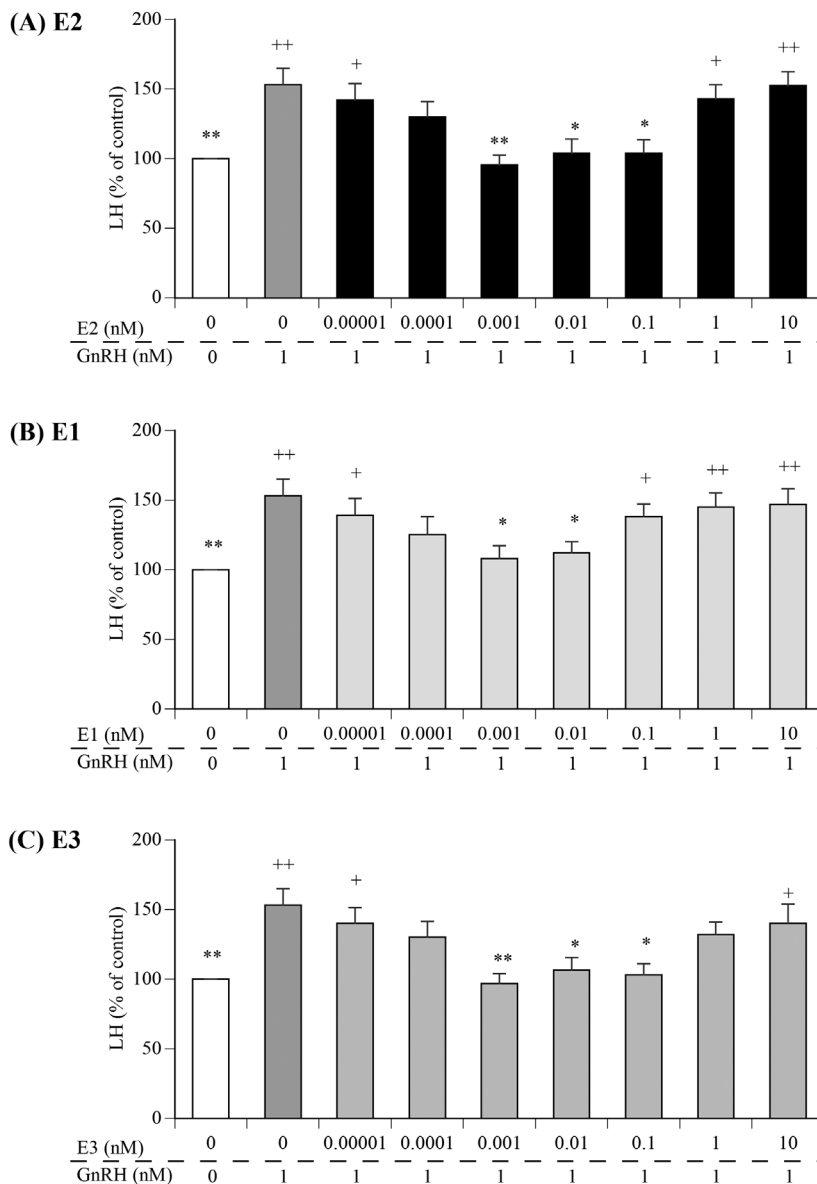 (A) E2
200
150
100
50
0
LH (% of control)
** ++ + ** * * + ++
E2 (nM) 0 0 0.00001 0.0001 0.001 0.01 0.1 1 10
GnRH (nM) 0 1 1 1 1 1 1 1 1
(B) E1
200
150
100
50
0
LH (% of control)
** ++ + * * + ++ ++
E1 (nM) 0 0 0.00001 0.0001 0.001 0.01 0.1 1 10
GnRH (nM) 0 1 1 1 1 1 1 1 1
(C) E3
200
150
100
50
0
LH (% of control)
** ++ + ** * * +
E3 (nM) 0 0 0.00001 0.0001 0.001 0.01 0.1 1 10
GnRH (nM) 0 1 1 1 1 1 1 1 1